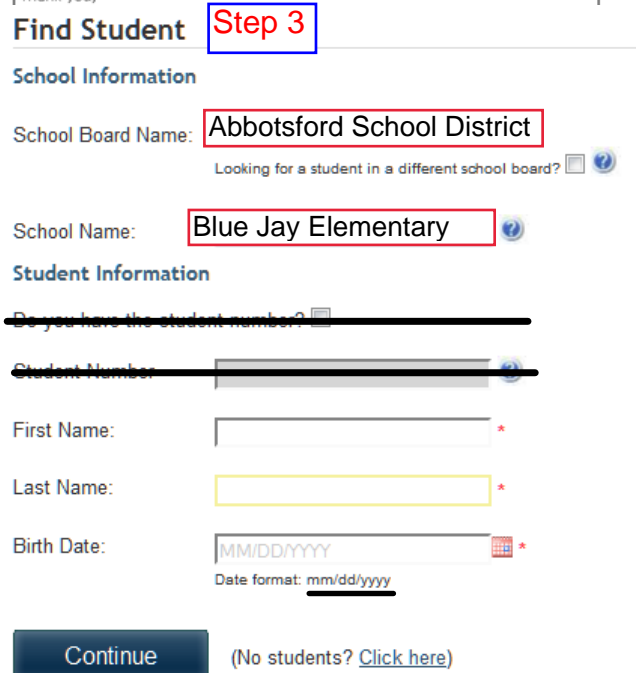 Find Student Step 3
School Information
School Board Name: Abbotsford School District
Looking for a student in a different school board?
School Name: Blue Jay Elementary
Student Information
Do you have the student number?
Student Number
First Name: *
Last Name: *
Birth Date: MM/DD/YYYY *
Date format: mm/dd/yyyy
Continue (No students? Click here)